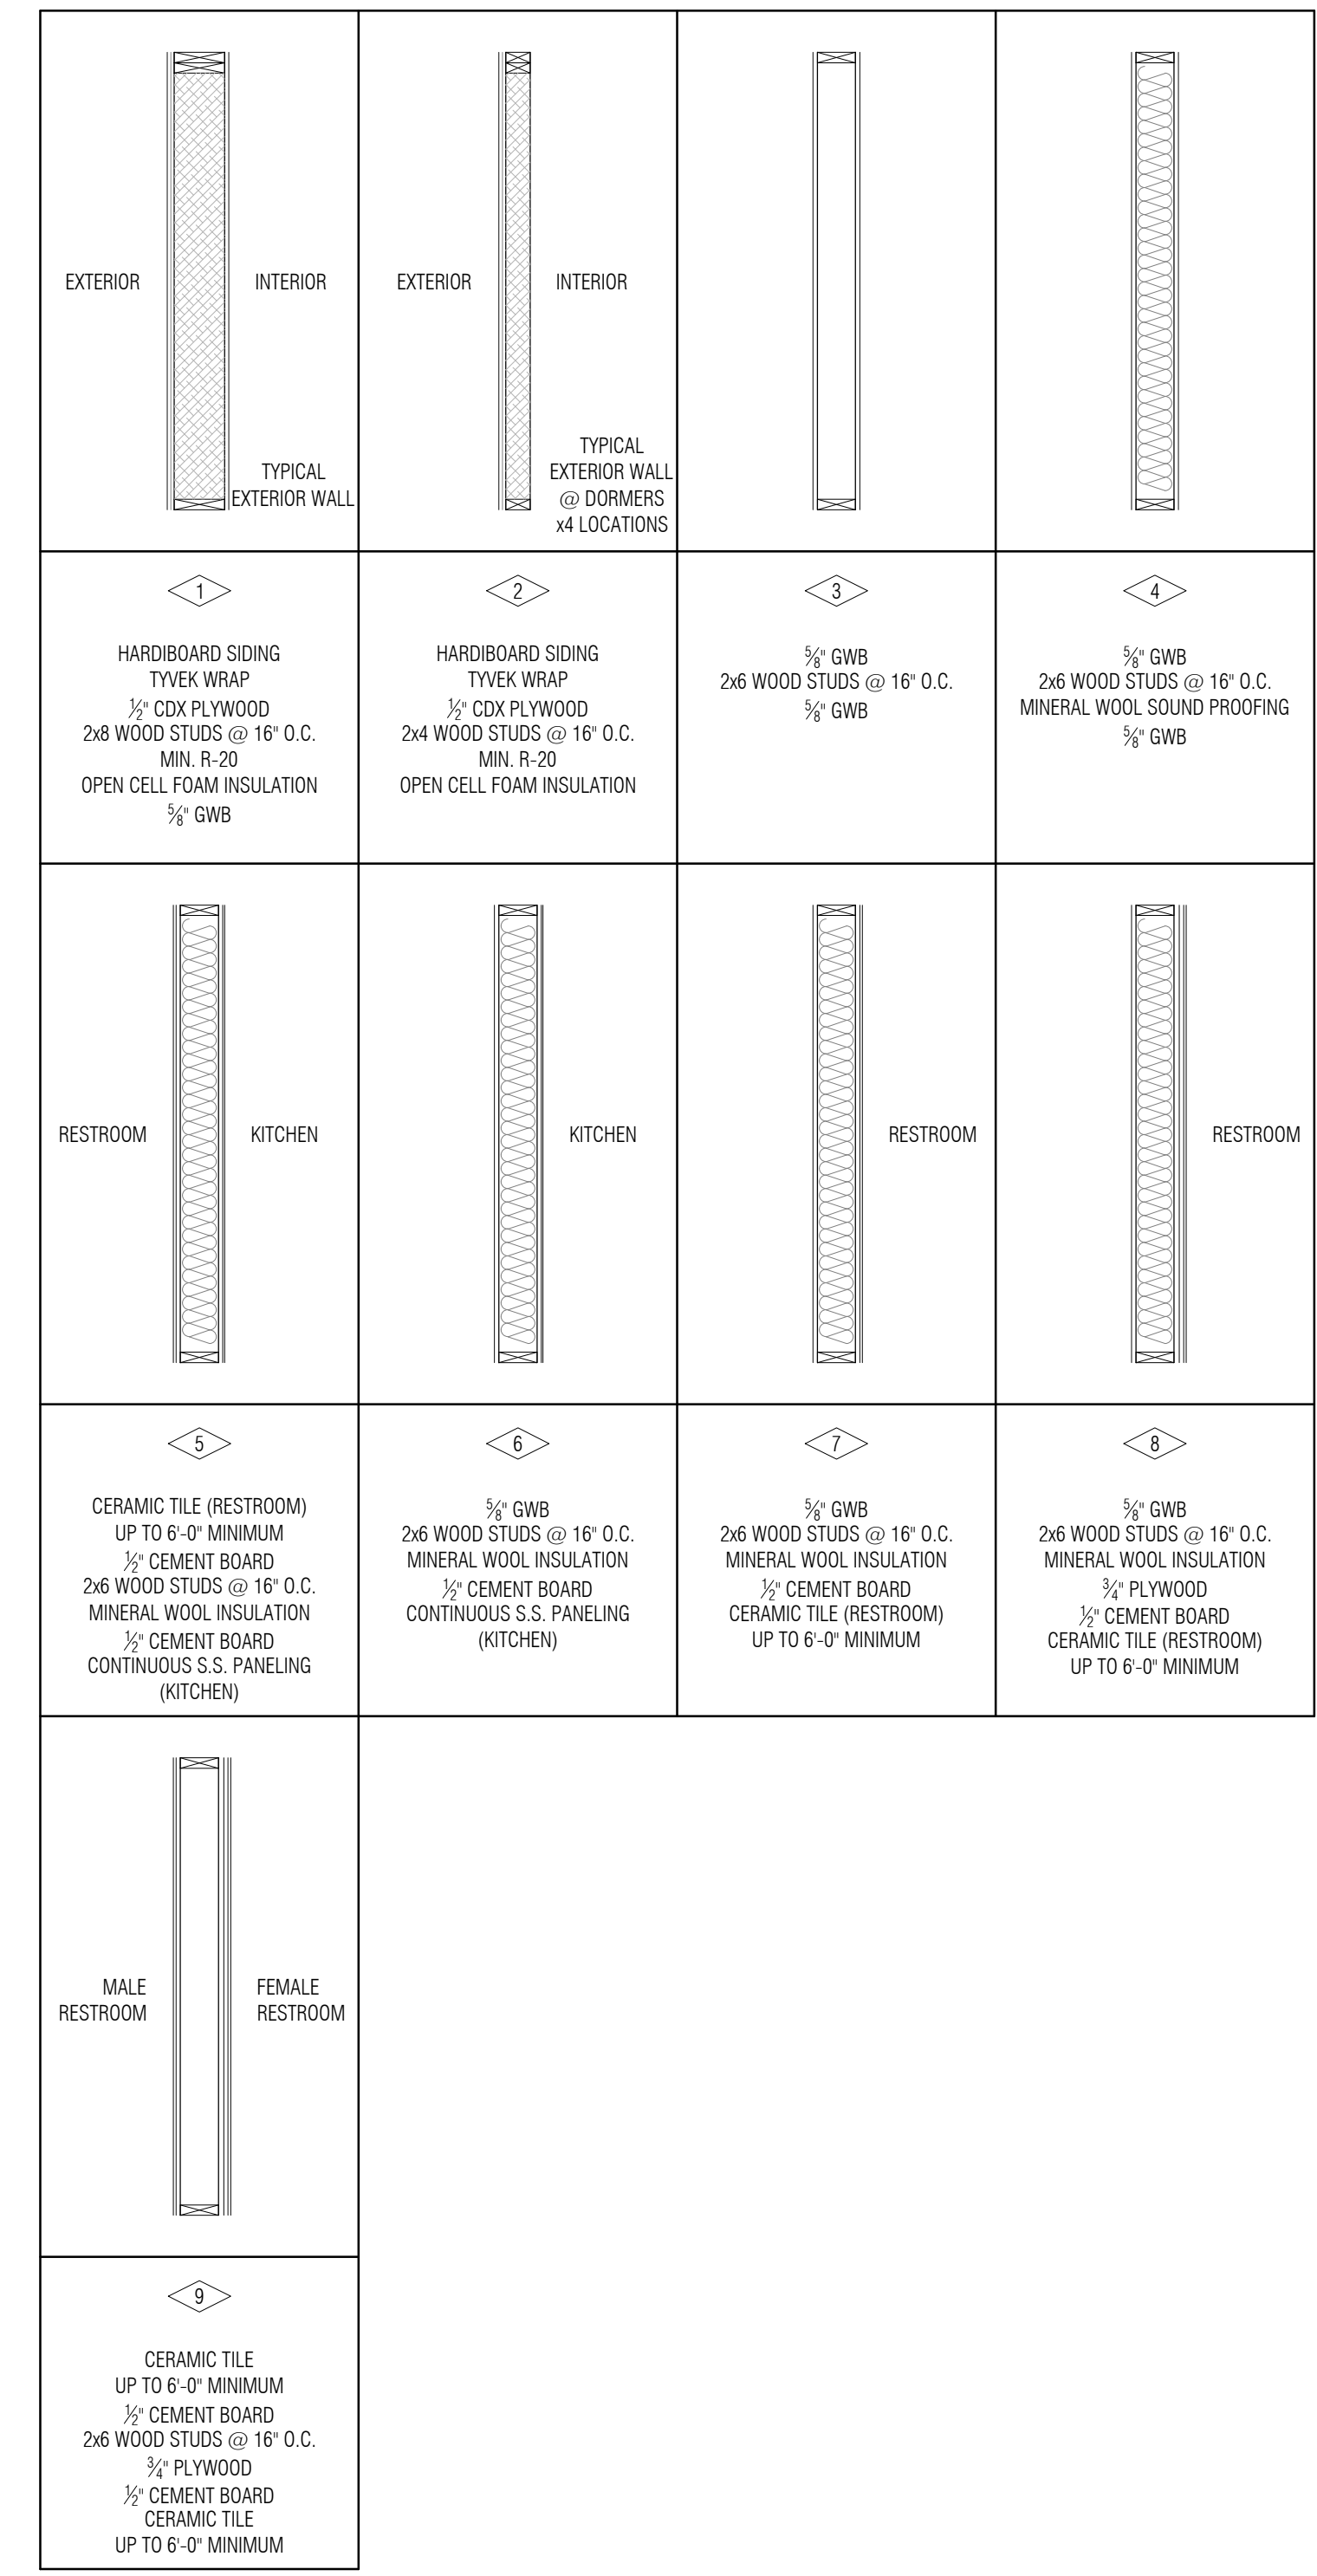 EXTERIOR
INTERIOR
TYPICAL
EXTERIOR WALL
EXTERIOR
INTERIOR
TYPICAL
EXTERIOR WALL
@ DORMERS
x4 LOCATIONS
1
HARDIBOARD SIDING
TYVEK WRAP
½" CDX PLYWOOD
2x8 WOOD STUDS @ 16" O.C.
MIN. R-20
OPEN CELL FOAM INSULATION
⅝" GWB
2
HARDIBOARD SIDING
TYVEK WRAP
½" CDX PLYWOOD
2x4 WOOD STUDS @ 16" O.C.
MIN. R-20
OPEN CELL FOAM INSULATION
3
⅝" GWB
2x6 WOOD STUDS @ 16" O.C.
⅝" GWB
4
⅝" GWB
2x6 WOOD STUDS @ 16" O.C.
MINERAL WOOL SOUND PROOFING
⅝" GWB
RESTROOM
KITCHEN
KITCHEN
RESTROOM
RESTROOM
5
CERAMIC TILE (RESTROOM)
UP TO 6'-0" MINIMUM
½" CEMENT BOARD
2x6 WOOD STUDS @ 16" O.C.
MINERAL WOOL INSULATION
½" CEMENT BOARD
CONTINUOUS S.S. PANELING
(KITCHEN)
6
⅝" GWB
2x6 WOOD STUDS @ 16" O.C.
MINERAL WOOL INSULATION
½" CEMENT BOARD
CONTINUOUS S.S. PANELING
(KITCHEN)
7
⅝" GWB
2x6 WOOD STUDS @ 16" O.C.
MINERAL WOOL INSULATION
½" CEMENT BOARD
CERAMIC TILE (RESTROOM)
UP TO 6'-0" MINIMUM
8
⅝" GWB
2x6 WOOD STUDS @ 16" O.C.
MINERAL WOOL INSULATION
¾" PLYWOOD
½" CEMENT BOARD
CERAMIC TILE (RESTROOM)
UP TO 6'-0" MINIMUM
MALE
RESTROOM
FEMALE
RESTROOM
9
CERAMIC TILE
UP TO 6'-0" MINIMUM
½" CEMENT BOARD
2x6 WOOD STUDS @ 16" O.C.
¾" PLYWOOD
½" CEMENT BOARD
CERAMIC TILE
UP TO 6'-0" MINIMUM